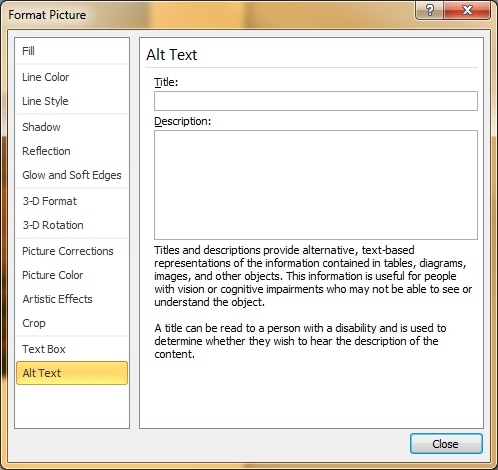 Format Picture
?
Fill
Line Color
Line Style
Shadow
Reflection
Glow and Soft Edges
3-D Format
3-D Rotation
Picture Corrections
Picture Color
Artistic Effects
Crop
Text Box
Alt Text
Alt Text
Title:
Description:
Titles and descriptions provide alternative, text-based
representations of the information contained in tables, diagrams,
images, and other objects. This information is useful for people
with vision or cognitive impairments who may not be able to see or
understand the object.
A title can be read to a person with a disability and is used to
determine whether they wish to hear the description of the
content.
Close